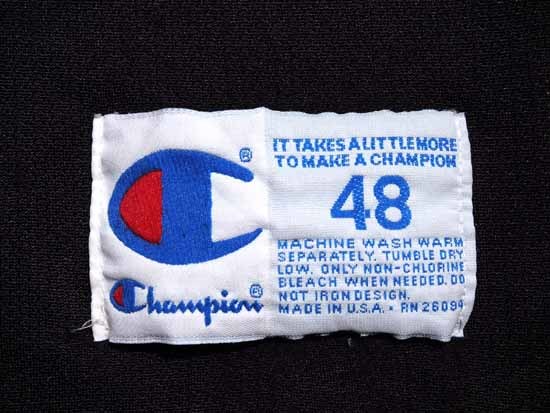 ®
Champion®
IT TAKES A LITTLE MORE
TO MAKE A CHAMPION
48
MACHINE WASH WARM
SEPARATELY. TUMBLE DRY
LOW. ONLY NON-CHLORINE
BLEACH WHEN NEEDED. DO
NOT IRON DESIGN.
MADE IN U.S.A. • RN 26094